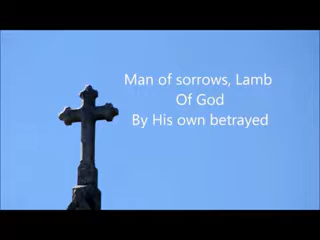 Man of sorrows, Lamb
Of God
By His own betrayed